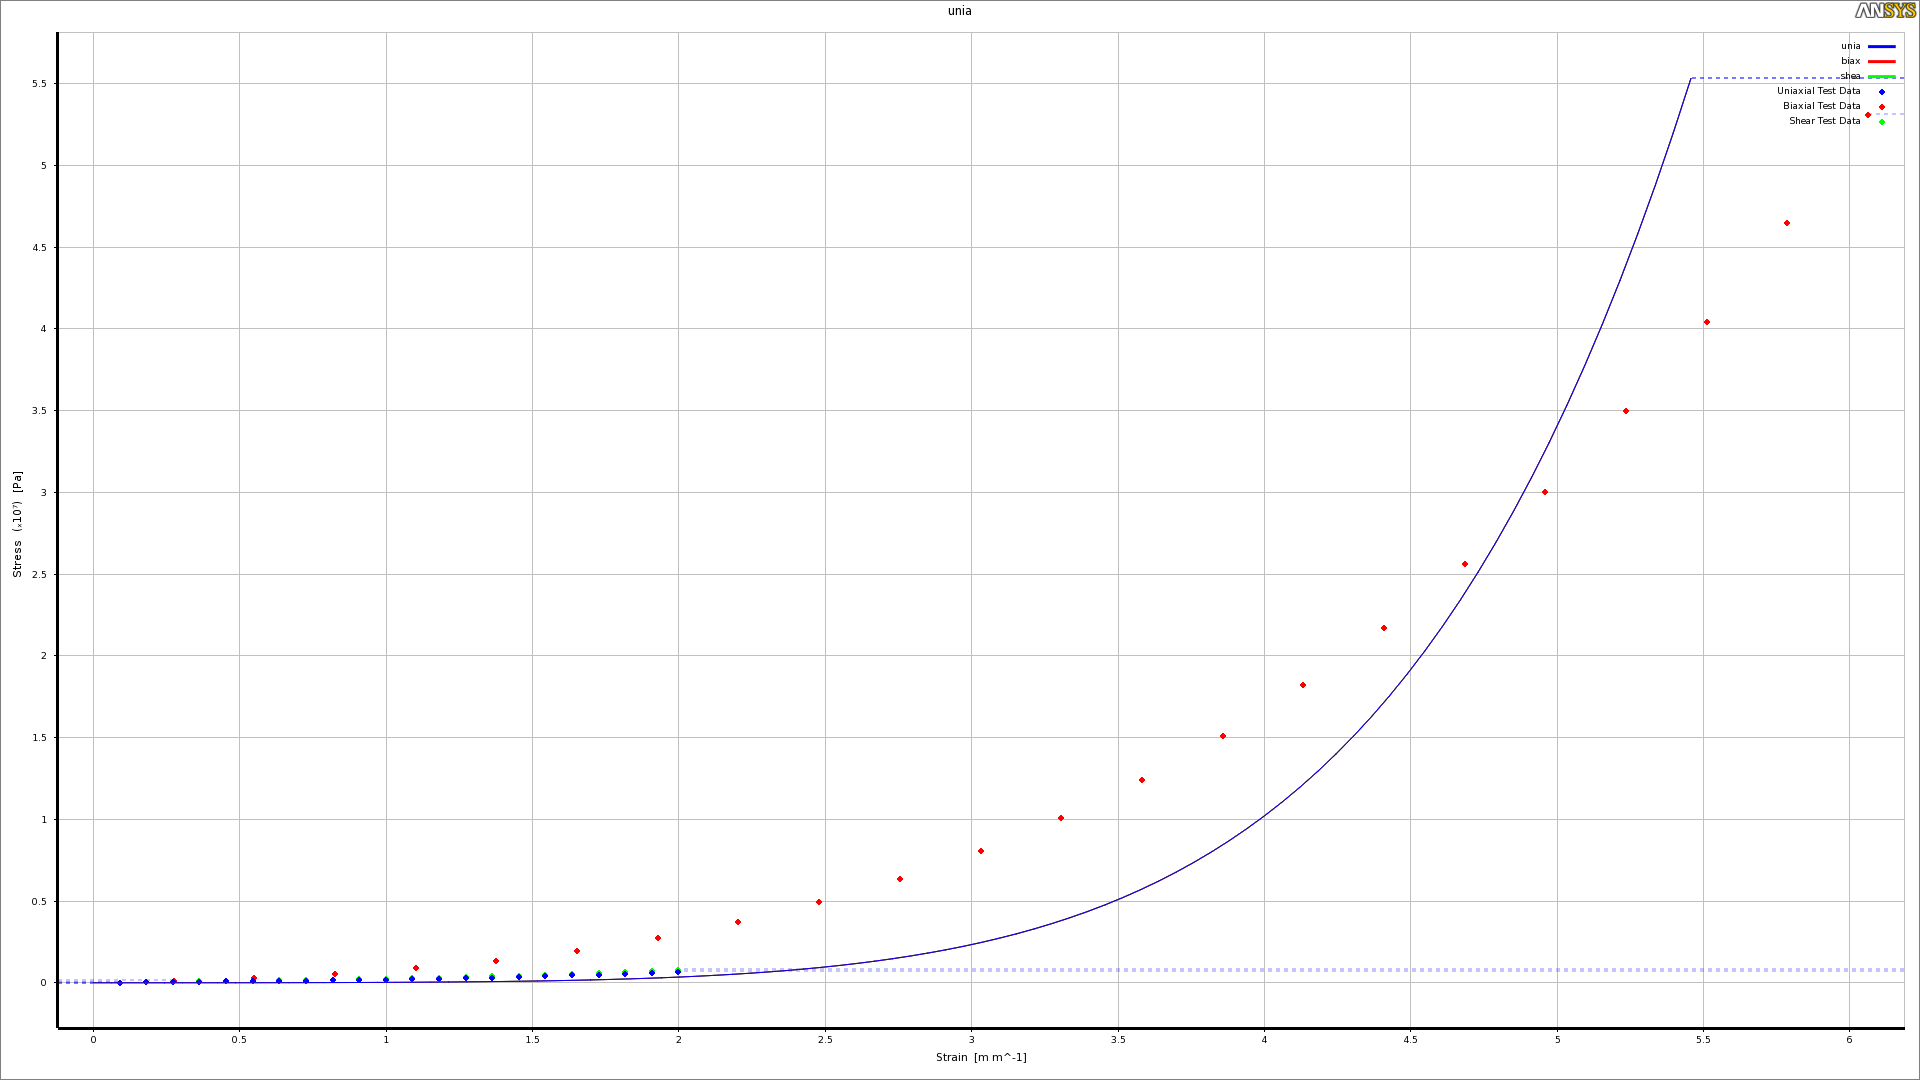 unia
ANSYS
unia
biax
shea
Uniaxial Test Data
Biaxial Test Data
Shear Test Data
5.5
5
4.5
4
3.5
3
2.5
2
1.5
1
0.5
0
Stress (x10⁷) [Pa]
0 0.5 1 1.5 2 2.5 3 3.5 4 4.5 5 5.5 6
Strain [m m^-1]